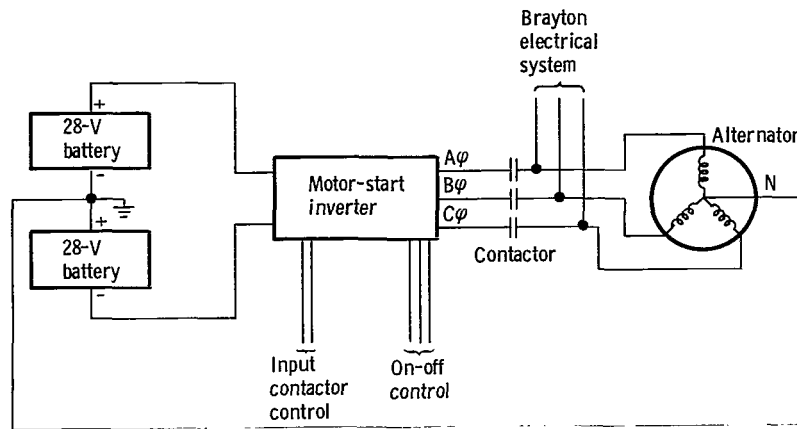 Brayton
electrical
system
+
28-V
battery
-
+
28-V
battery
-
Motor-start
inverter
Aφ
Bφ
Cφ
Contactor
Alternator
N
Input
contactor
control
On-off
control